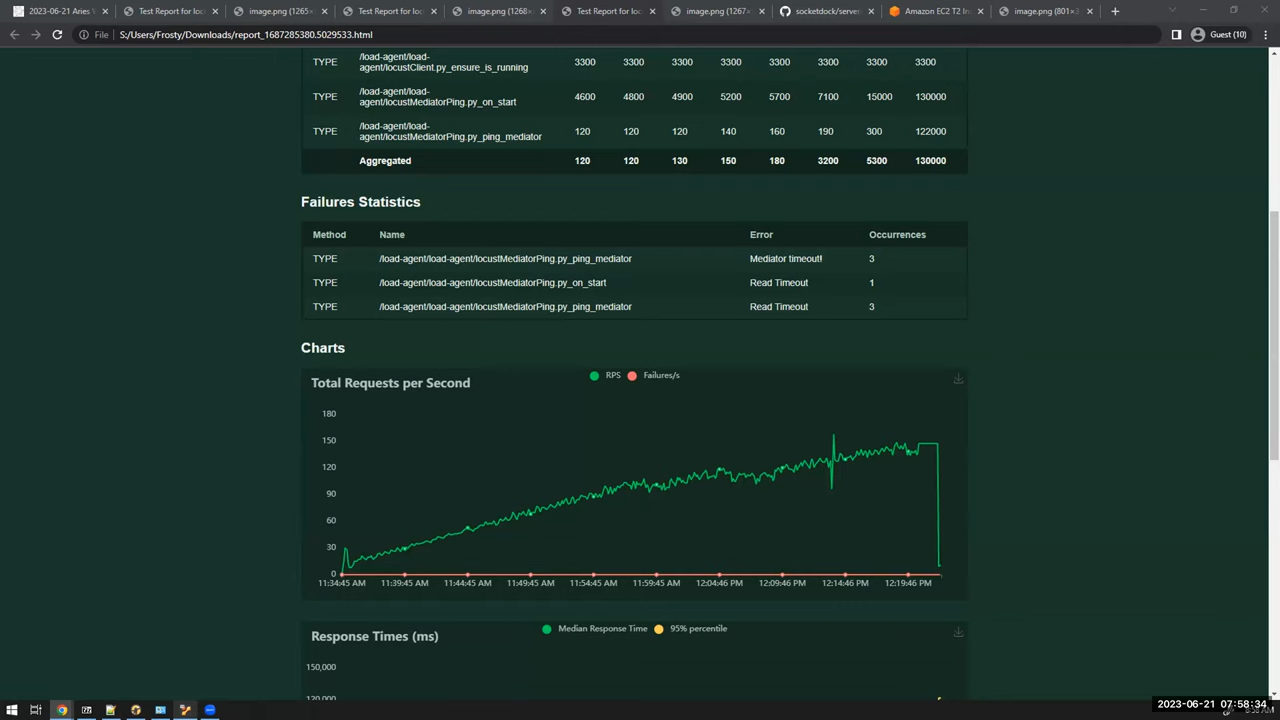 2023-06-21 Aries W
Test Report for loc
image.png (1265×
Test Report for loc
image.png (1268×
Test Report for loc
image.png (1267×
socketdock/server
Amazon EC2 T2 In
image.png (801×3
File
S:/Users/Frosty/Downloads/report_1687285380.5029533.html
Guest (10)
TYPE /load-agent/load-
agent/locustClient.py_ensure_is_running 3300 3300 3300 3300 3300 3300 3300 3300
TYPE /load-agent/load-
agent/locustMediatorPing.py_on_start 4600 4800 4900 5200 5700 7100 15000 130000
TYPE /load-agent/load-
agent/locustMediatorPing.py_ping_mediator 120 120 120 140 160 190 300 122000
Aggregated 120 120 130 150 180 3200 5300 130000
Failures Statistics
Method Name Error Occurrences
TYPE /load-agent/load-agent/locustMediatorPing.py_ping_mediator Mediator timeout! 3
TYPE /load-agent/load-agent/locustMediatorPing.py_on_start Read Timeout 1
TYPE /load-agent/load-agent/locustMediatorPing.py_ping_mediator Read Timeout 3
Charts
Total Requests per Second
RPS Failures/s
180
150
120
90
60
30
0
11:34:45 AM 11:39:45 AM 11:44:45 AM 11:49:45 AM 11:54:45 AM 11:59:45 AM 12:04:46 PM 12:09:46 PM 12:14:46 PM 12:19:46 PM
Response Times (ms)
Median Response Time 95% percentile
150,000
120,000
2023-06-21 07:58:34